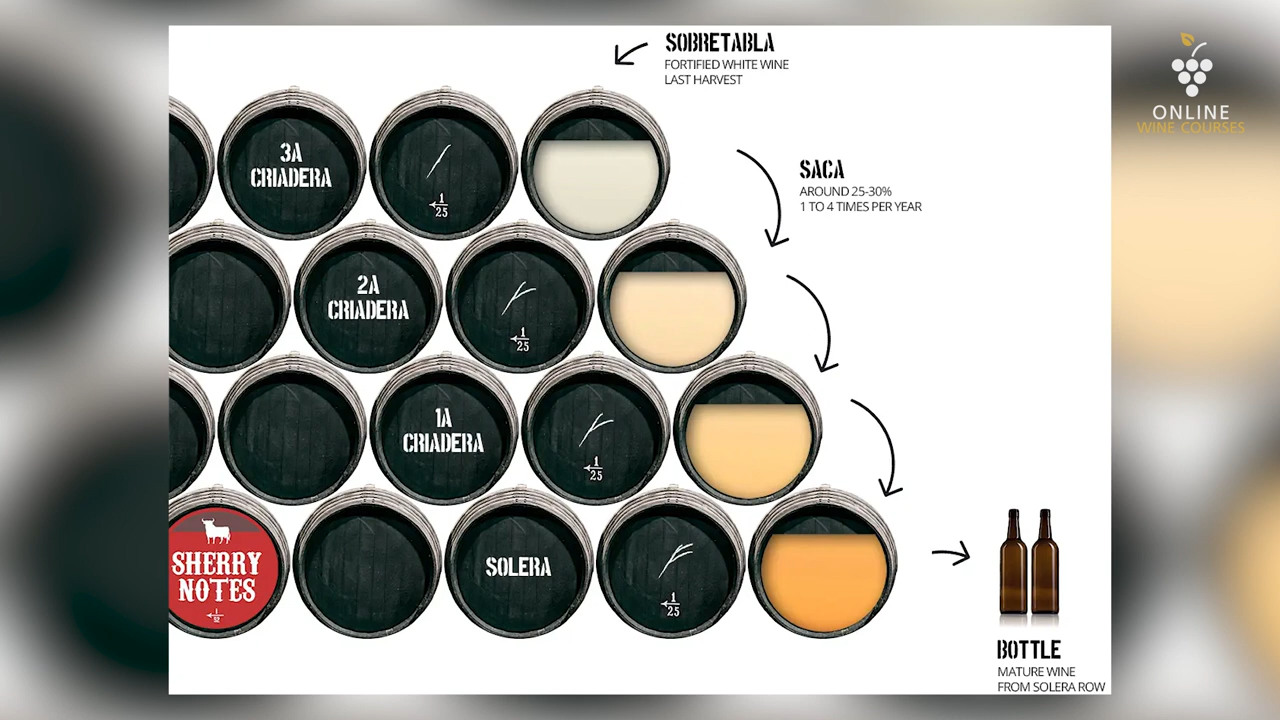 SOBRETABLA
FORTIFIED WHITE WINE
LAST HARVEST
ONLINE
WINE COURSES
3A
CRIADERA
1
25
SACA
AROUND 25-30%
1 TO 4 TIMES PER YEAR
2A
CRIADERA
1
25
1A
CRIADERA
1
25
SHERRY
NOTES
1
52
SOLERA
1
25
BOTTLE
MATURE WINE
FROM SOLERA ROW